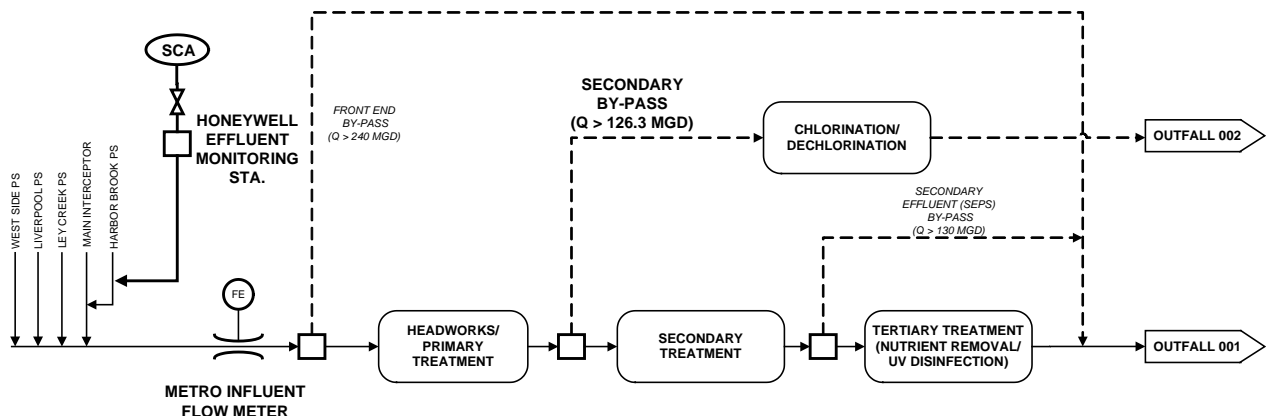 SCA
HONEYWELL
EFFLUENT
MONITORING
STA.
FRONT END
BY-PASS
(Q > 240 MGD)
SECONDARY
BY-PASS
(Q > 126.3 MGD)
CHLORINATION/
DECHLORINATION
OUTFALL 002
SECONDARY
EFFLUENT (SEPS)
BY-PASS
(Q > 130 MGD)
WEST SIDE PS
LIVERPOOL PS
LEY CREEK PS
MAIN INTERCEPTOR
HARBOR BROOK PS
FE
METRO INFLUENT
FLOW METER
HEADWORKS/
PRIMARY
TREATMENT
SECONDARY
TREATMENT
TERTIARY TREATMENT
(NUTRIENT REMOVAL/
UV DISINFECTION)
OUTFALL 001